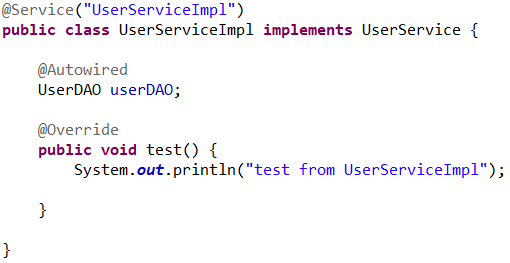 @Service("UserServiceImpl")
public class UserServiceImpl implements UserService {
@Autowired
UserDAO userDAO;
@Override
public void test() {
System.out.println("test from UserServiceImpl");
}
}